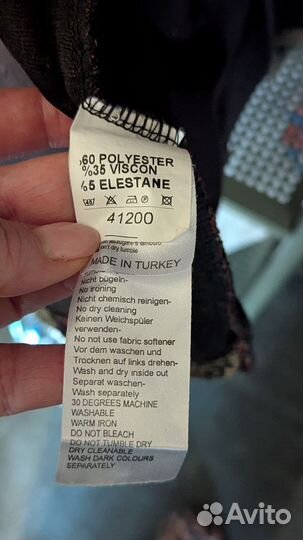 %60 POLYESTER
%35 VISCON
%5 ELESTANE
41200
don't dry tumble
MADE IN TURKEY
Nicht bügeln-
No ironing
Nicht chemisch reinigen-
No dry cleaning
Keinen Weichspüler
verwenden-
No not use fabric softener
Vor dem waschen und
Trocknen auf links drehen-
Wash and dry inside out
Separat waschen-
Wash separately
30 DEGREES MACHINE
WASHABLE
WARM IRON
DO NOT BLEACH
DO NOT TUMBLE DRY
DRY CLEANABLE
WASH DARK COLOURS
SEPARATELY
Avito